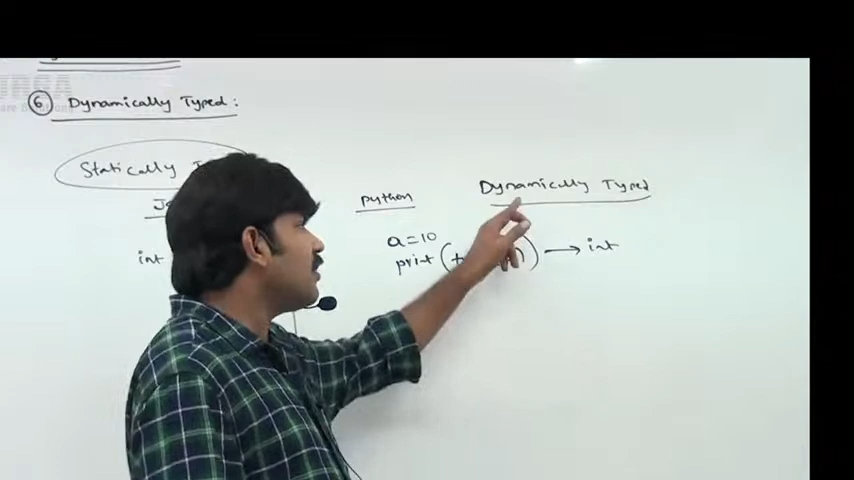 6 Dynamically Typed :
Statically
python
Dynamically Typed
int
a=10
print ( ) → int